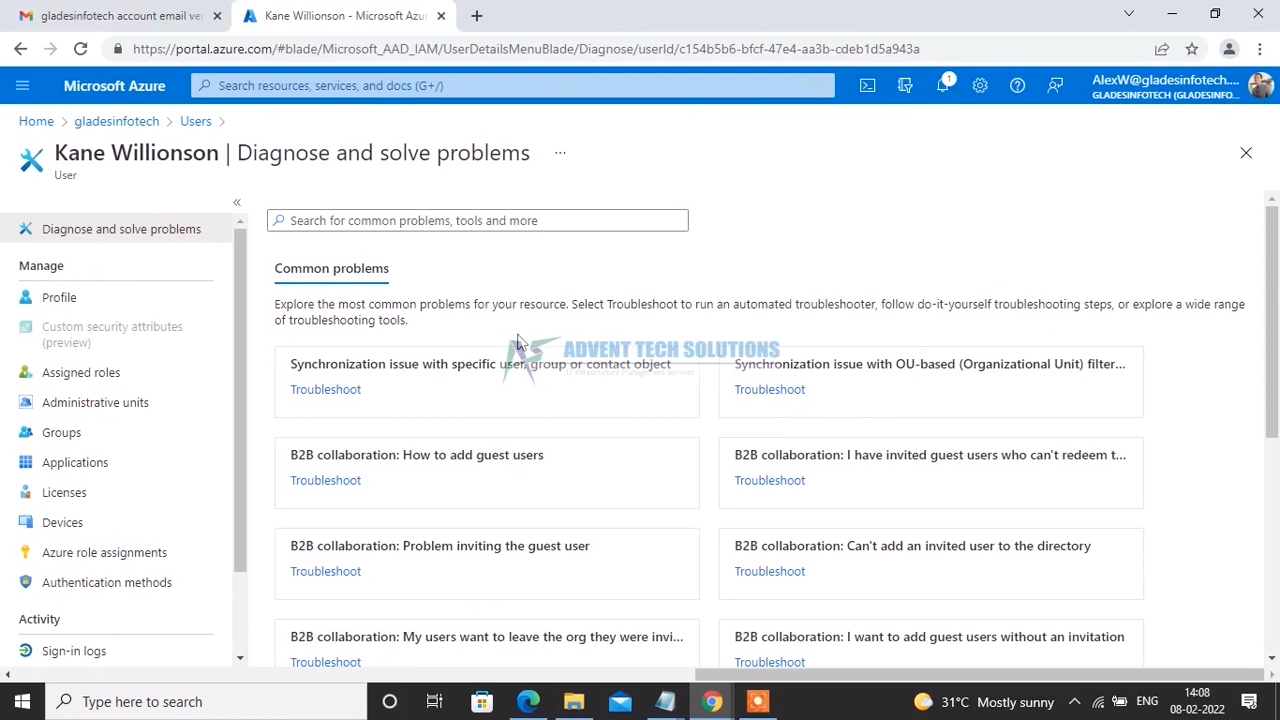 gladesinfotech account email ver
Kane Willionson - Microsoft Azur
https://portal.azure.com/#blade/Microsoft_AAD_IAM/UserDetailsMenuBlade/Diagnose/userId/c154b5b6-bfcf-47e4-aa3b-cdeb1d5a943a
Microsoft Azure
Search resources, services, and docs (G+/)
1
AlexW@gladesinfotech....
GLADESINFOTECH (GLADESINFO...
Home > gladesinfotech > Users >
Kane Willionson | Diagnose and solve problems ...
User
«
Diagnose and solve problems
Manage
Profile
Custom security attributes
(preview)
Assigned roles
Administrative units
Groups
Applications
Licenses
Devices
Azure role assignments
Authentication methods
Activity
Sign-in logs
Search for common problems, tools and more
Common problems
Explore the most common problems for your resource. Select Troubleshoot to run an automated troubleshooter, follow do-it-yourself troubleshooting steps, or explore a wide range
of troubleshooting tools.
ADVENT TECH SOLUTIONS
IT Infrastructure Management Services
Synchronization issue with specific user, group or contact object
Troubleshoot
Synchronization issue with OU-based (Organizational Unit) filter...
Troubleshoot
B2B collaboration: How to add guest users
Troubleshoot
B2B collaboration: I have invited guest users who can't redeem t...
Troubleshoot
B2B collaboration: Problem inviting the guest user
Troubleshoot
B2B collaboration: Can't add an invited user to the directory
Troubleshoot
B2B collaboration: My users want to leave the org they were invi...
Troubleshoot
B2B collaboration: I want to add guest users without an invitation
Troubleshoot
Type here to search
31°C Mostly sunny
ENG
14:08
08-02-2022